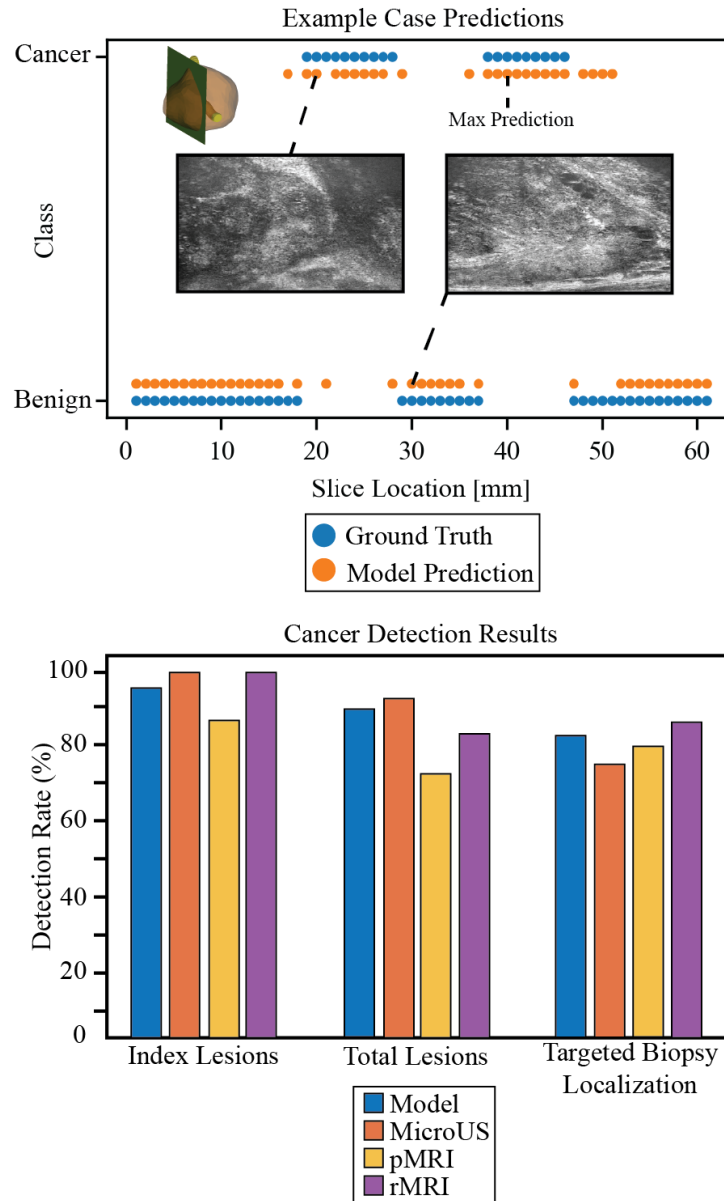 Example Case Predictions
Cancer
Max Prediction
Class
Benign
0 10 20 30 40 50 60
Slice Location [mm]
Ground Truth
Model Prediction
Cancer Detection Results
100
80
60
40
20
0
Detection Rate (%)
Index Lesions Total Lesions Targeted Biopsy
Localization
Model
MicroUS
pMRI
rMRI